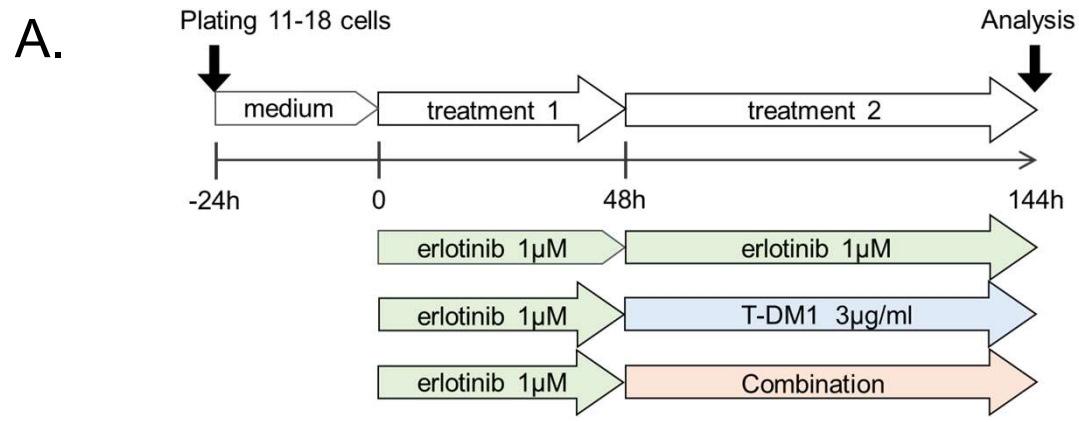 A.
Plating 11-18 cells
Analysis
medium
treatment 1
treatment 2
-24h
0
48h
144h
erlotinib 1µM
erlotinib 1µM
erlotinib 1µM
T-DM1 3µg/ml
erlotinib 1µM
Combination